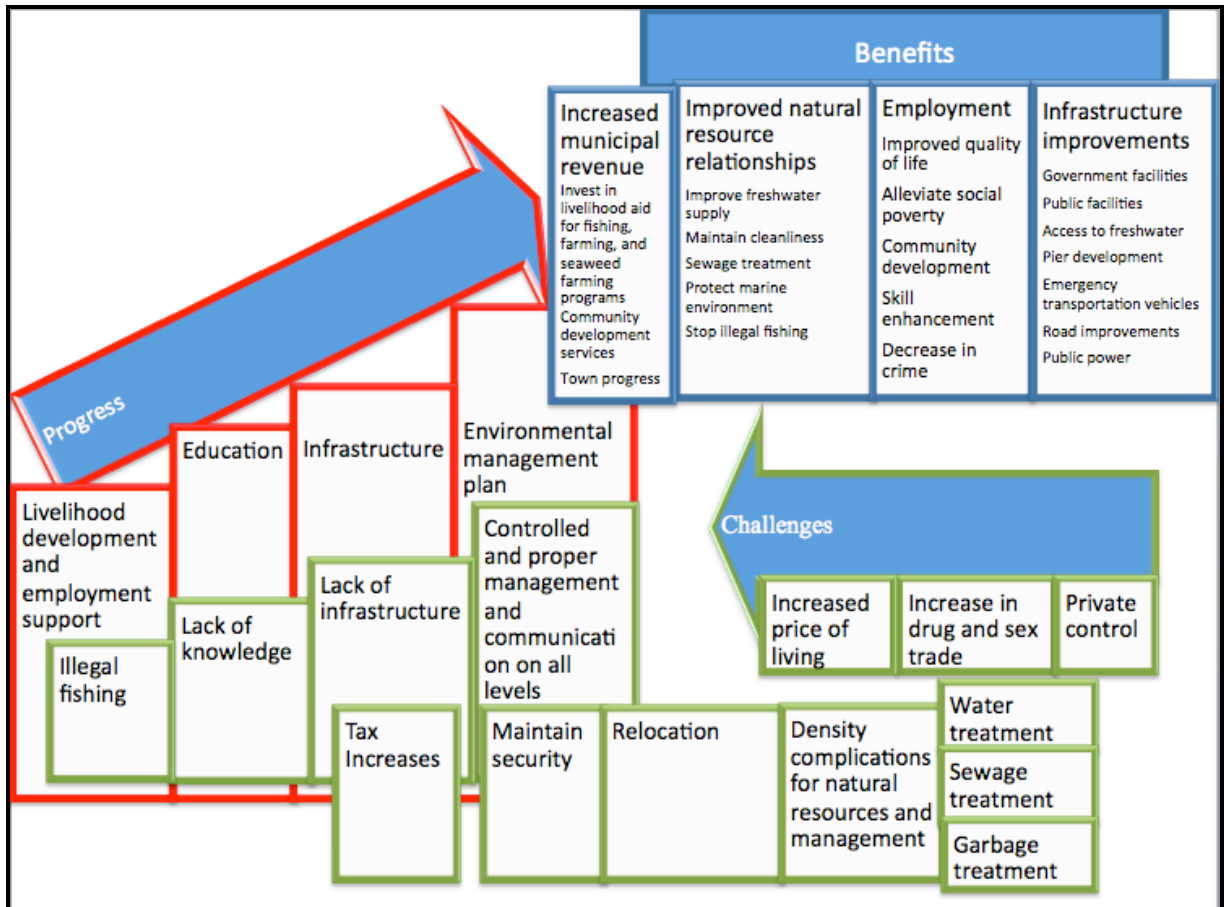 Benefits
Increased
municipal
revenue
Invest in
livelihood aid
for fishing,
farming, and
seaweed
farming
programs
Community
development
services
Town progress
Improved natural
resource
relationships
Improve freshwater
supply
Maintain cleanliness
Sewage treatment
Protect marine
environment
Stop illegal fishing
Employment
Improved quality
of life
Alleviate social
poverty
Community
development
Skill
enhancement
Decrease in
crime
Infrastructure
improvements
Government facilities
Public facilities
Access to freshwater
Pier development
Emergency
transportation vehicles
Road improvements
Public power
Progress
Livelihood
development
and
employment
support
Education
Infrastructure
Environmental
management
plan
Illegal
fishing
Lack of
knowledge
Lack of
infrastructure
Controlled
and proper
management
and
communicati
on on all
levels
Challenges
Increased
price of
living
Increase in
drug and sex
trade
Private
control
Tax
Increases
Maintain
security
Relocation
Density
complications
for natural
resources and
management
Water
treatment
Sewage
treatment
Garbage
treatment